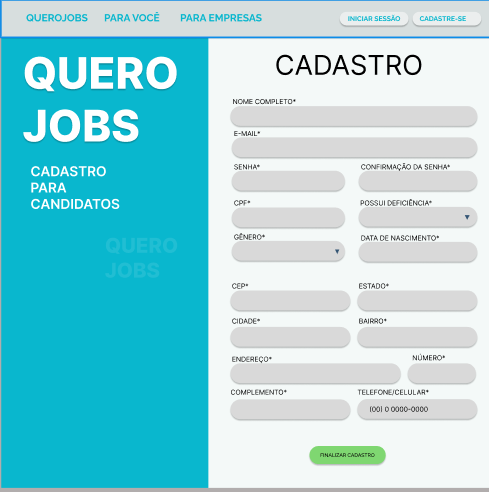 QUEROJOBS PARA VOCÊ PARA EMPRESAS INICIAR SESSÃO CADASTRE-SE
QUERO
JOBS
CADASTRO
PARA
CANDIDATOS
QUERO
JOBS
CADASTRO
NOME COMPLETO*
E-MAIL*
SENHA* CONFIRMAÇÃO DA SENHA*
CPF* POSSUI DEFICIÊNCIA*
GÊNERO* DATA DE NASCIMENTO*
CEP* ESTADO*
CIDADE* BAIRRO*
ENDEREÇO* NÚMERO*
COMPLEMENTO* TELEFONE/CELULAR*
(00) 0 0000-0000
FINALIZAR CADASTRO